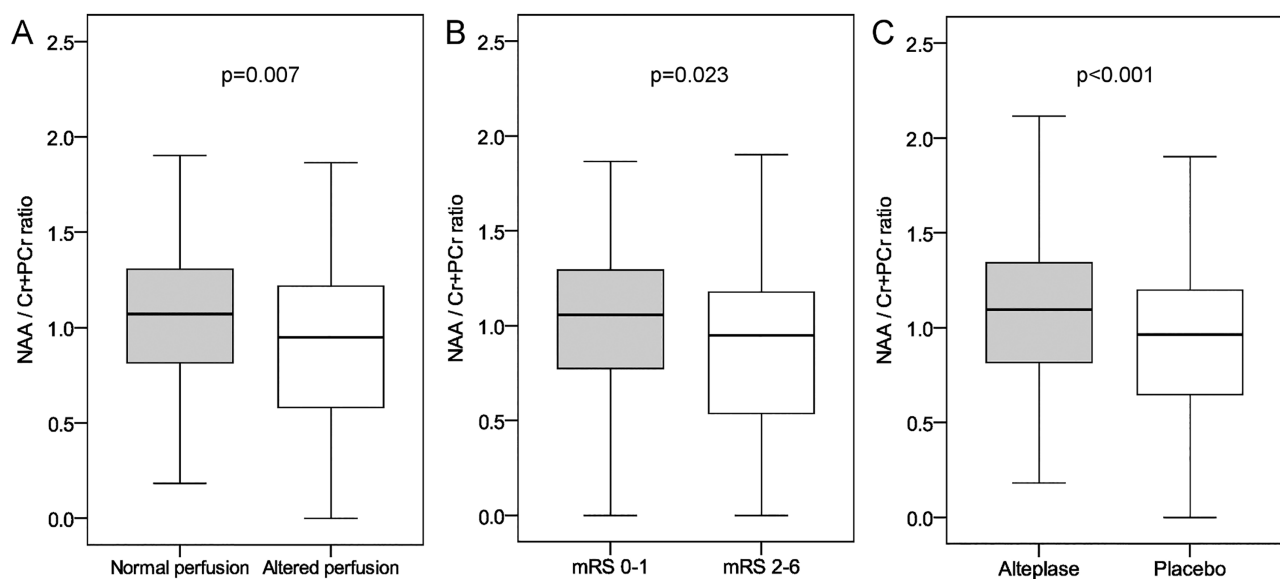 A
p=0.007
NAA / Cr+PCr ratio
2.5
2.0
1.5
1.0
0.5
0.0
Normal perfusion Altered perfusion
B
p=0.023
NAA / Cr+PCr ratio
2.5
2.0
1.5
1.0
0.5
0.0
mRS 0-1 mRS 2-6
C
p<0.001
NAA / Cr+PCr ratio
2.5
2.0
1.5
1.0
0.5
0.0
Alteplase Placebo